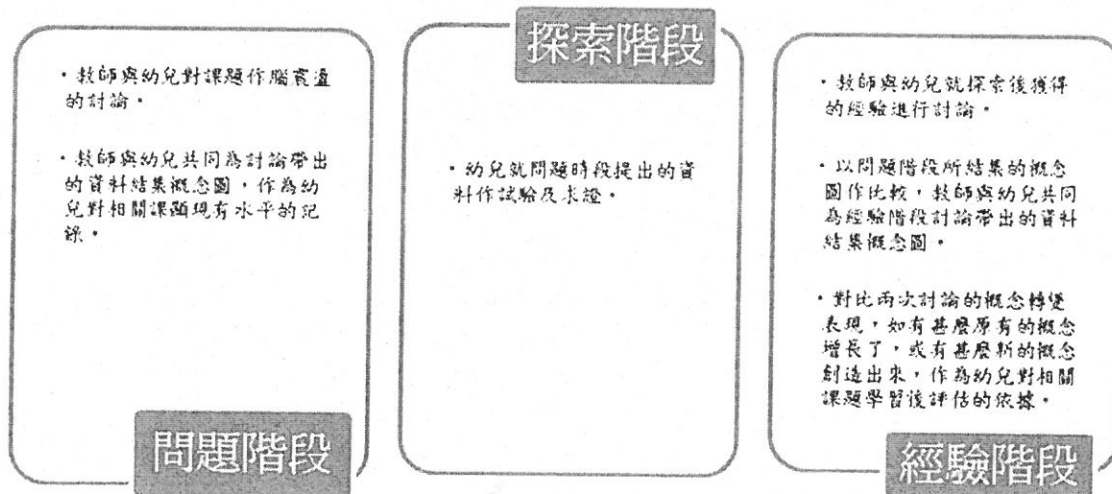 ・教師與幼兒對課題作腦震盪
的討論。
・教師與幼兒共同為討論帶出
的資料結集概念圖，作為幼
兒對相關課題現有水平的記
錄。
問題階段
探索階段
・幼兒就問題時段提出的資
料作試驗及求證。
・教師與幼兒就探索後獲得
的經驗進行討論。
・以問題階段所結集的概念
圖作比較，教師與幼兒共同
為經驗階段討論帶出的資料
結集概念圖。
・對比兩次討論的概念轉變
表現，如有甚麼原有的概念
增長了，或有甚麼新的概念
創造出來，作為幼兒對相關
課題學習後評估的依據。
經驗階段